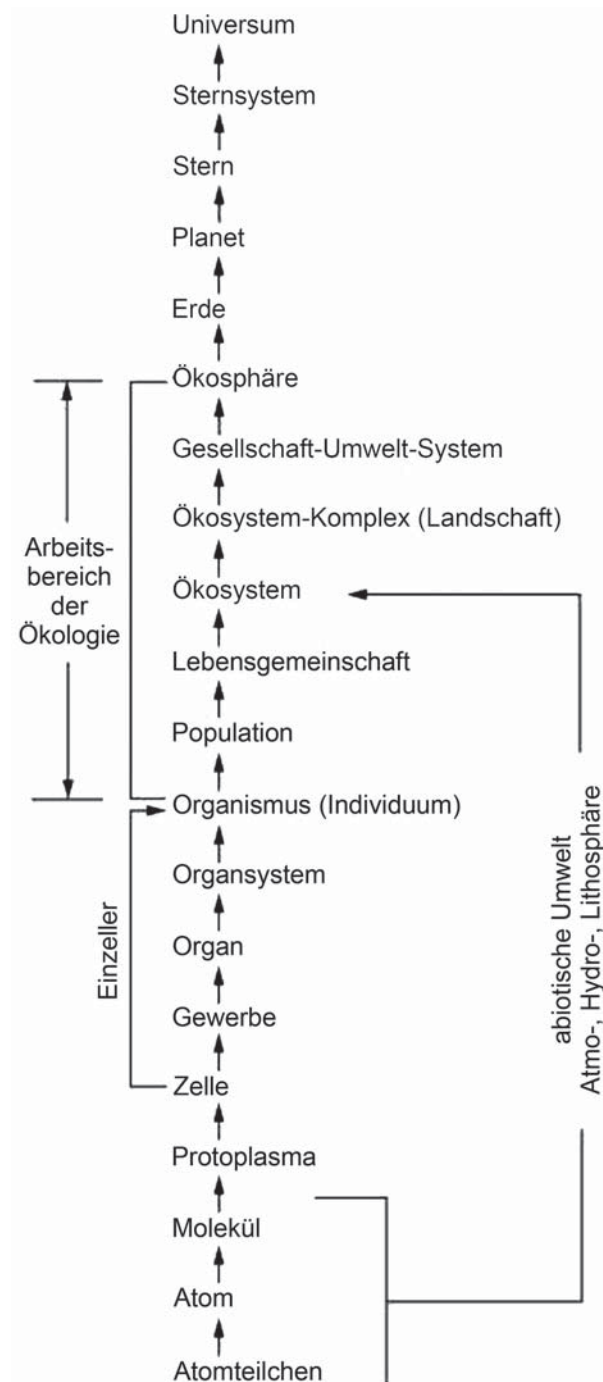 Universum
Sternsystem
Stern
Planet
Erde
Ökosphäre
Gesellschaft-Umwelt-System
Ökosystem-Komplex (Landschaft)
Ökosystem
Lebensgemeinschaft
Population
Organismus (Individuum)
Organsystem
Organ
Gewerbe
Zelle
Protoplasma
Molekül
Atom
Atomteilchen
Arbeits-
bereich
der
Ökologie
Einzeller
abiotische Umwelt
Atmo-, Hydro-, Lithosphäre